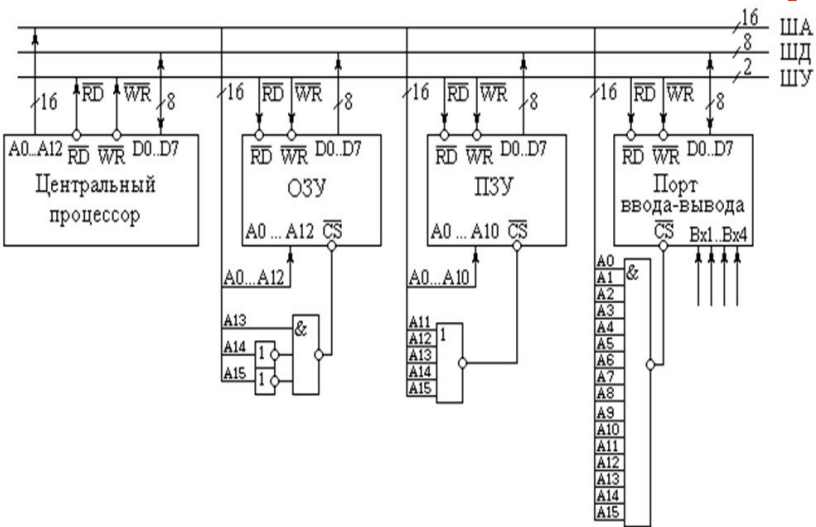 16 ША
8 ШД
2 ШУ
16 RD WR 8
16 RD WR 8
16 RD WR 8
16 RD WR 8
A0..A12 RD WR D0..D7
Центральный
процессор
RD WR D0..D7
ОЗУ
A0 ... A12 CS
A0...A12
A13
A14
A15
&
1
1
RD WR D0..D7
ПЗУ
A0 ... A10 CS
A0...A10
A11
A12
A13
A14
A15
1
RD WR D0..D7
Порт
ввода-вывода
CS Вх1..Вх4
A0
A1
A2
A3
A4
A5
A6
A7
A8
A9
A10
A11
A12
A13
A14
A15
&